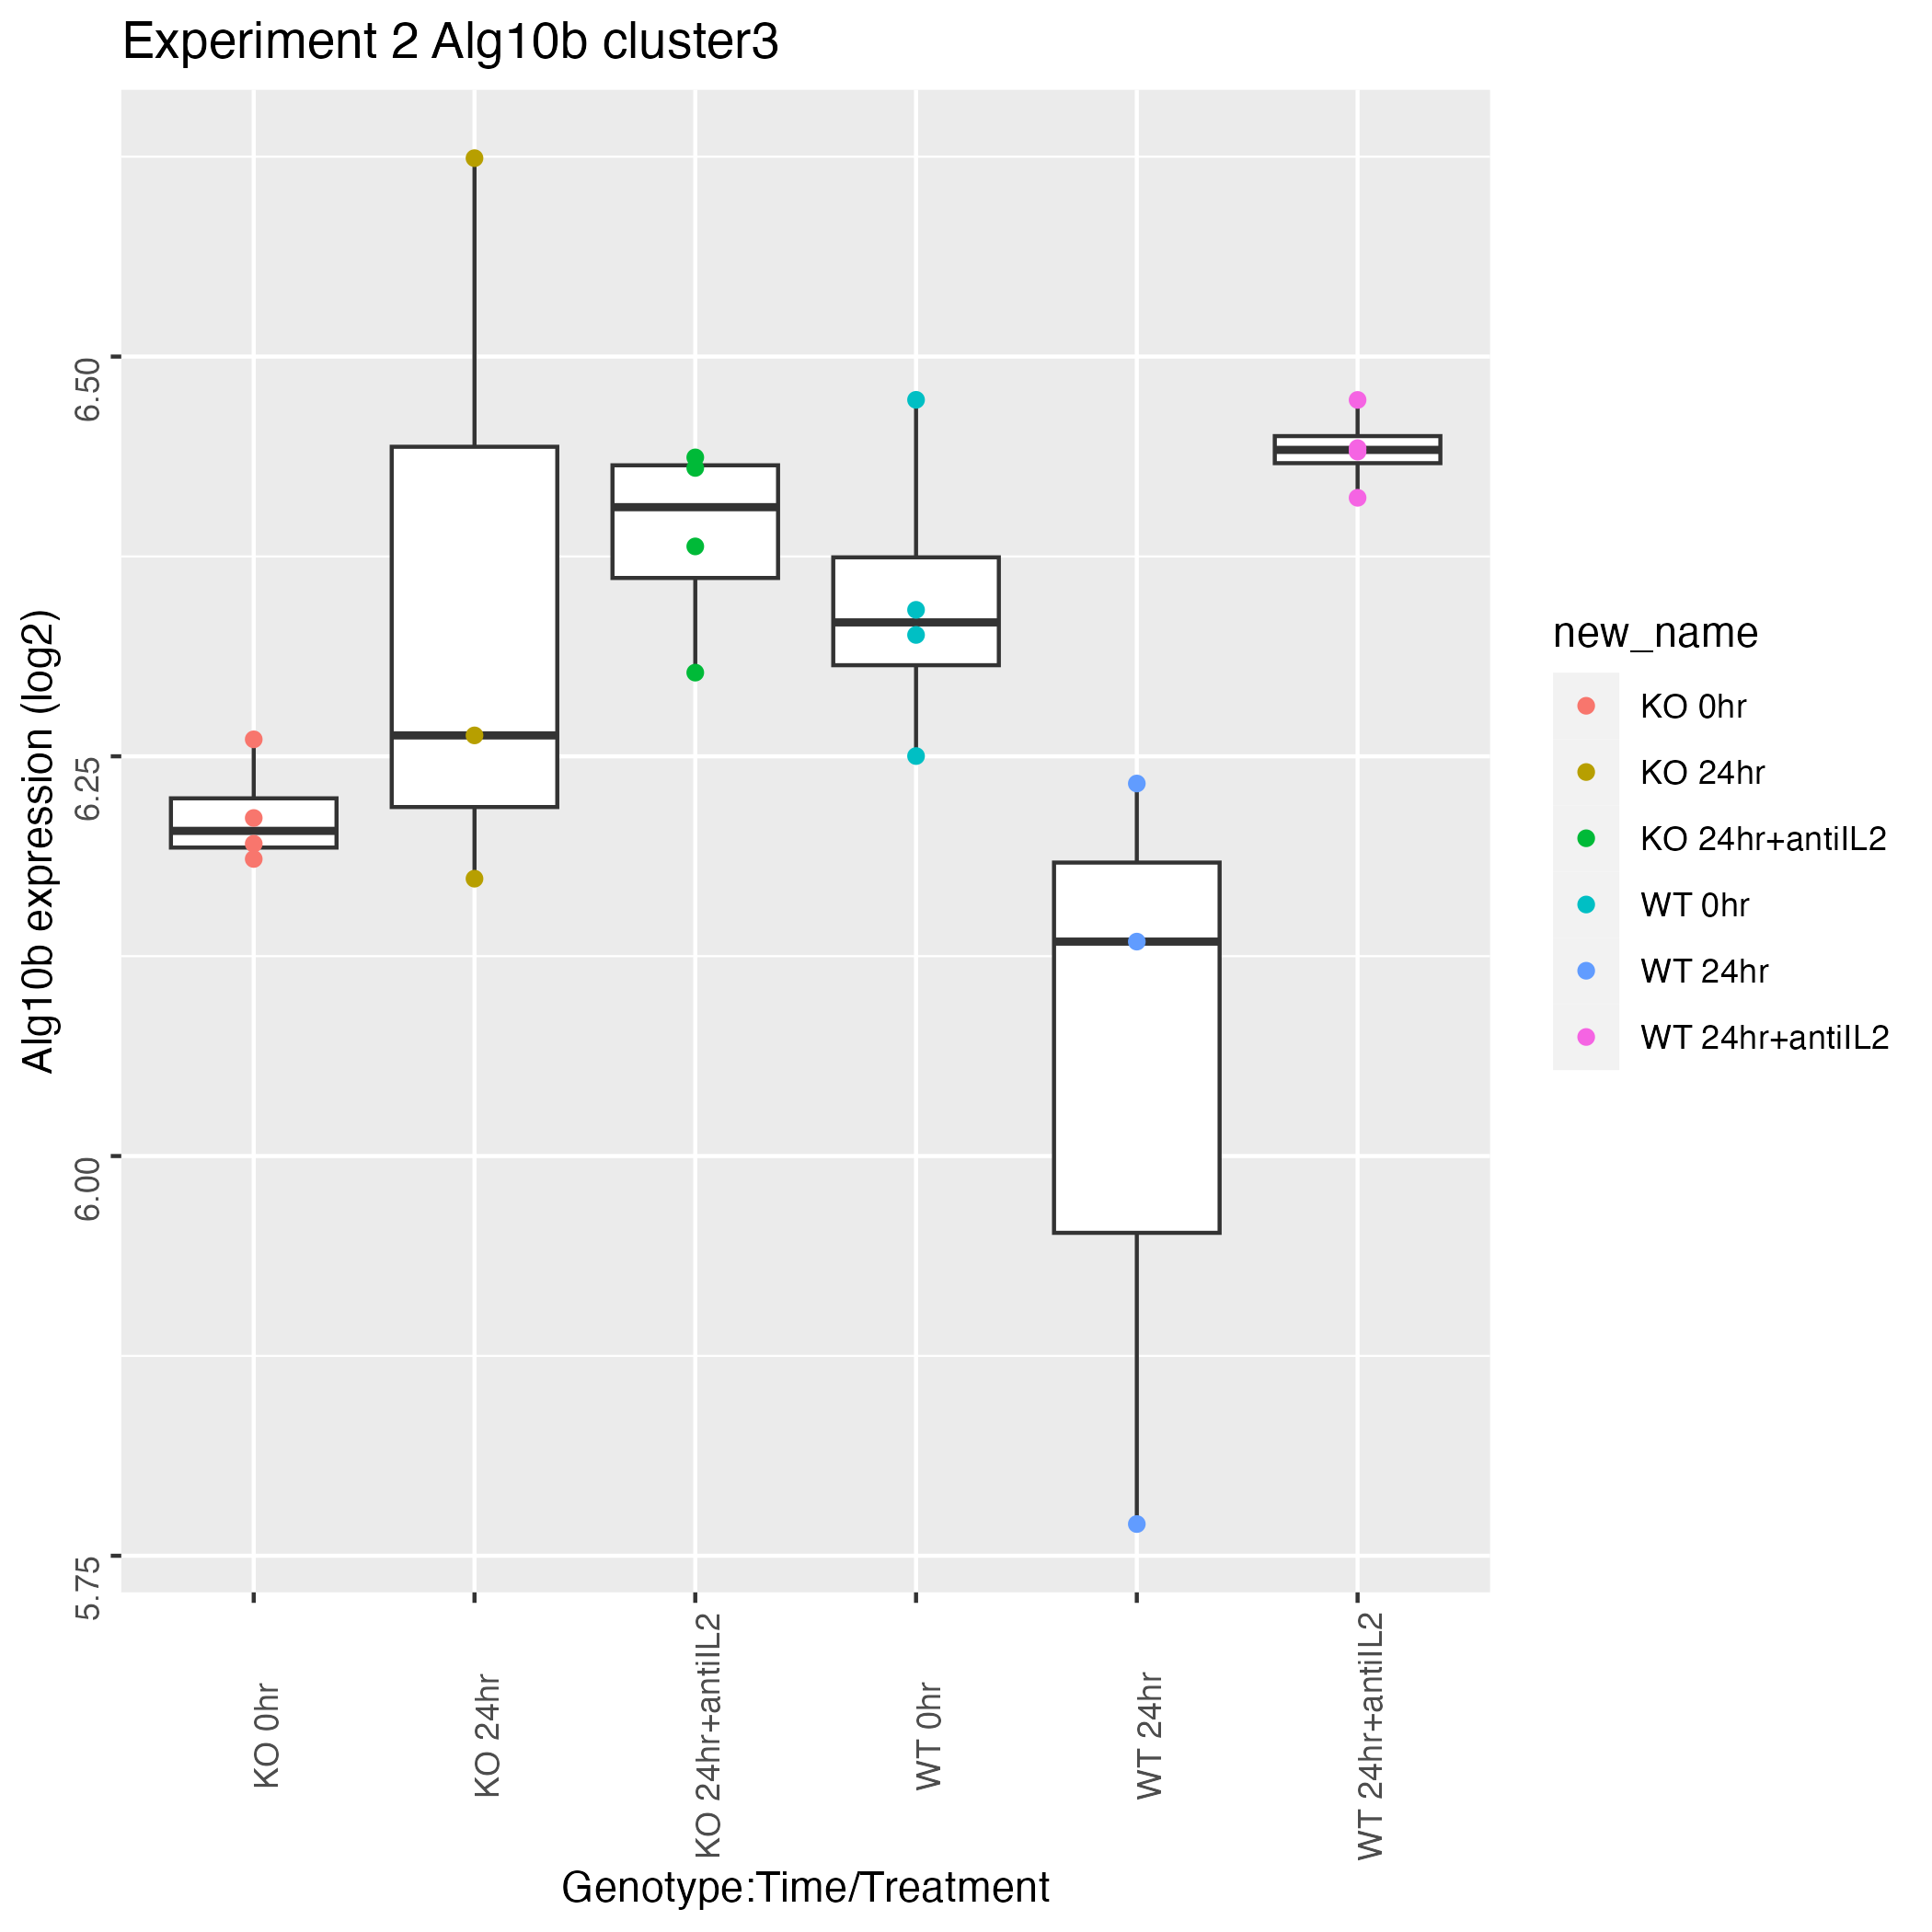 Experiment 2 Alg10b cluster3
Alg10b expression (log2)
6.50
6.25
6.00
5.75
KO 0hr
KO 24hr
KO 24hr+antiIL2
WT 0hr
WT 24hr
WT 24hr+antiIL2
Genotype:Time/Treatment
new_name
KO 0hr
KO 24hr
KO 24hr+antiIL2
WT 0hr
WT 24hr
WT 24hr+antiIL2